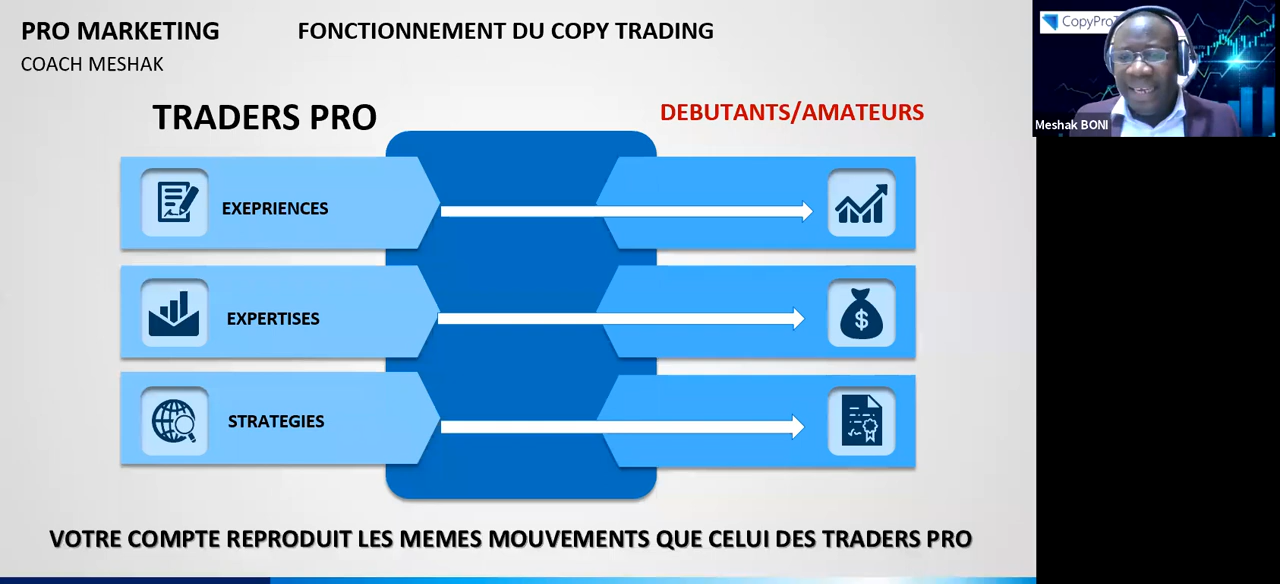 PRO MARKETING
FONCTIONNEMENT DU COPY TRADING
COACH MESHAK
TRADERS PRO
DEBUTANTS/AMATEURS
EXEPRIENCES
EXPERTISES
$
STRATEGIES
VOTRE COMPTE REPRODUIT LES MEMES MOUVEMENTS QUE CELUI DES TRADERS PRO
Meshak BONI